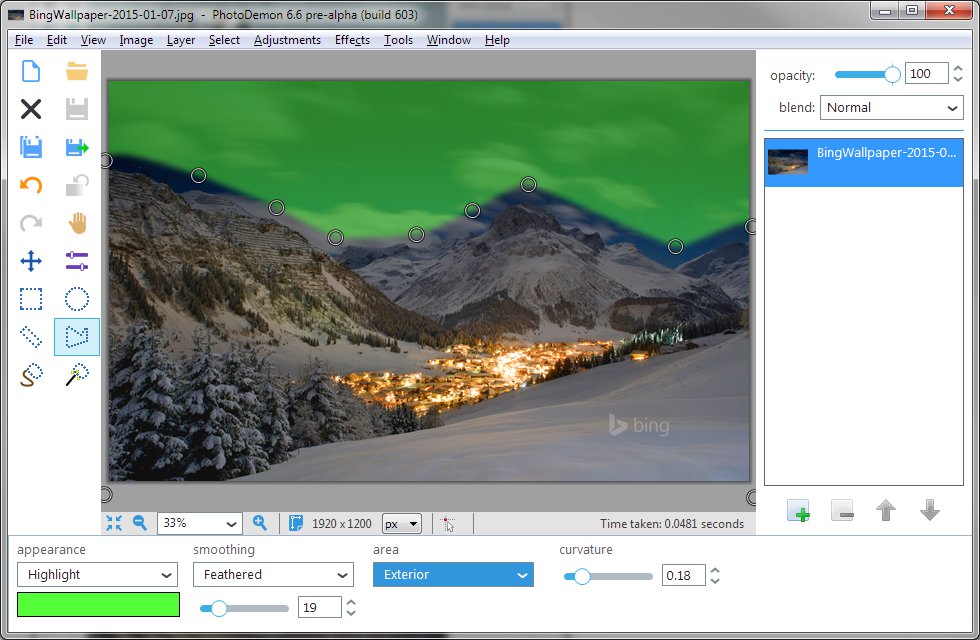 BingWallpaper-2015-01-07.jpg - PhotoDemon 6.6 pre-alpha (build 603)
File Edit View Image Layer Select Adjustments Effects Tools Window Help
opacity: 100
blend: Normal
BingWallpaper-2015-0...
bing
33% 1920 x 1200 px Time taken: 0.0481 seconds
appearance smoothing area curvature
Highlight Feathered Exterior 0.18
19